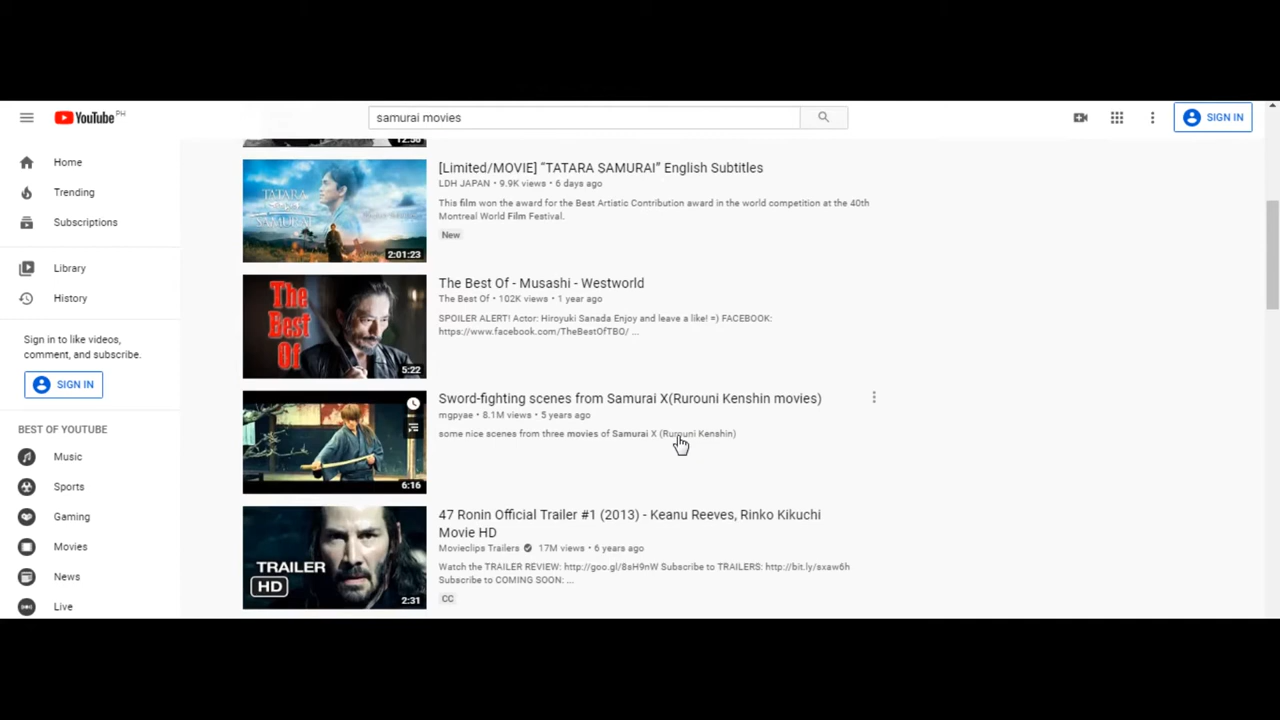 YouTube PH
samurai movies
SIGN IN
Home
Trending
Subscriptions
Library
History
Sign in to like videos,
comment, and subscribe.
SIGN IN
BEST OF YOUTUBE
Music
Sports
Gaming
Movies
News
Live
12:58
TATARA
SAMURAI
2:01:23
[Limited/MOVIE] “TATARA SAMURAI” English Subtitles
LDH JAPAN • 9.9K views • 6 days ago
This film won the award for the Best Artistic Contribution award in the world competition at the 40th
Montreal World Film Festival.
New
The
Best
Of
5:22
The Best Of - Musashi - Westworld
The Best Of • 102K views • 1 year ago
SPOILER ALERT! Actor: Hiroyuki Sanada Enjoy and leave a like! =) FACEBOOK:
https://www.facebook.com/TheBestOfTBO/ ...
6:16
Sword-fighting scenes from Samurai X(Rurouni Kenshin movies)
mgpyae • 8.1M views • 5 years ago
some nice scenes from three movies of Samurai X (Rurouni Kenshin)
TRAILER
HD
2:31
47 Ronin Official Trailer #1 (2013) - Keanu Reeves, Rinko Kikuchi
Movie HD
Movieclips Trailers 17M views • 6 years ago
Watch the TRAILER REVIEW: http://goo.gl/8sH9nW Subscribe to TRAILERS: http://bit.ly/sxaw6h
Subscribe to COMING SOON: ...
CC